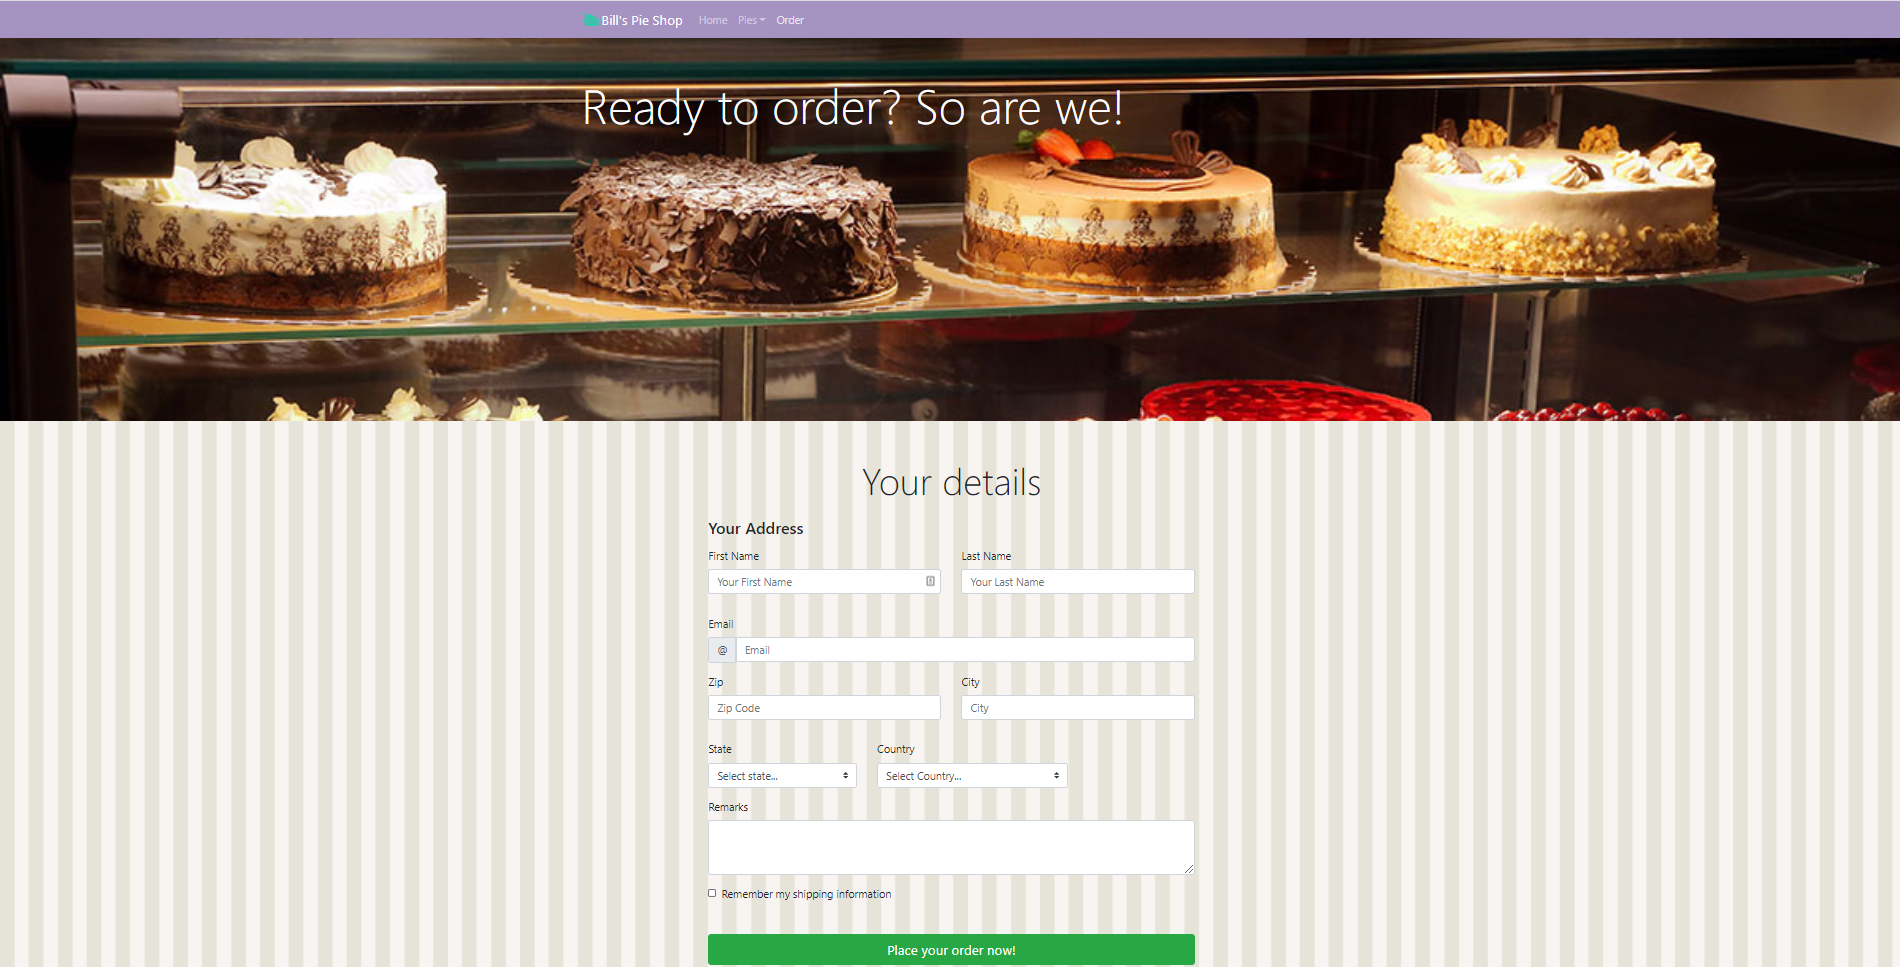 Bill's Pie Shop Home Pies Order
Ready to order? So are we!
Your details
Your Address
First Name Last Name
Your First Name Your Last Name
Email
@ Email
Zip City
Zip Code City
State Country
Select state... Select Country...
Remarks
Remember my shipping information
Place your order now!